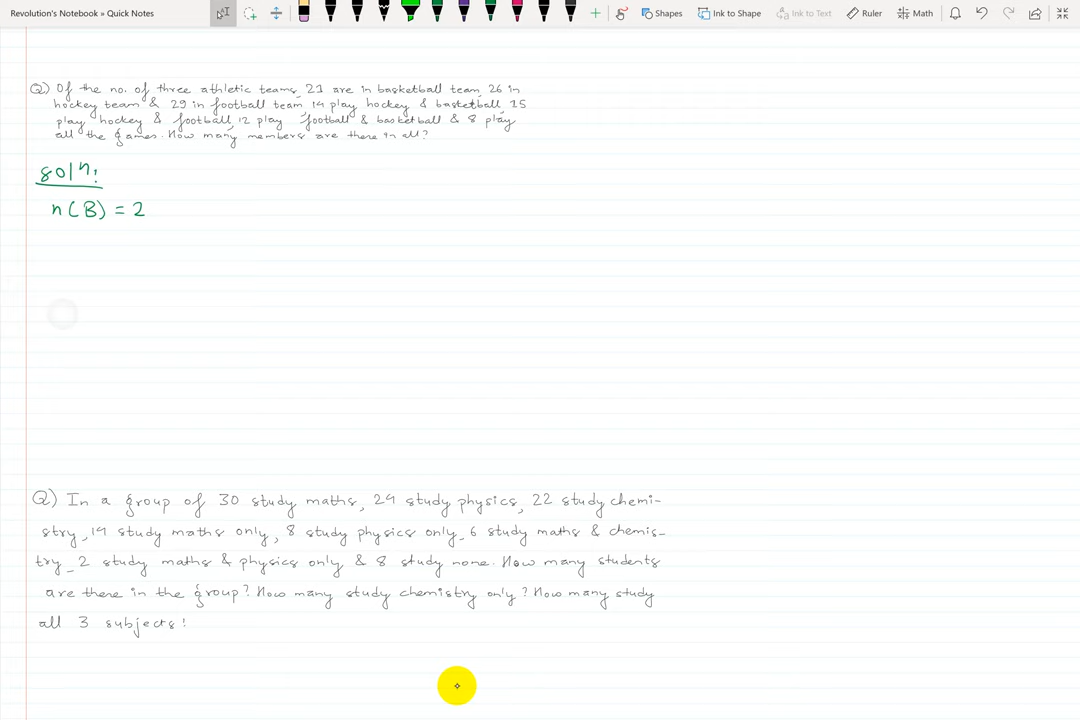 Revolution's Notebook » Quick Notes
Shapes
Ink to Shape
Ink to Text
Ruler
Math
Q) Of the no. of three athletic teams, 21 are in basketball team, 26 in
hockey team & 29 in football team, 14 play hockey & basketball, 15
play hockey & football, 12 play football & basketball & 8 play
all the games. How many members are there in all?
soln:
n(B) = 2
Q) In a group of 30 study maths, 24 study physics, 22 study chemi-
stry, 14 study maths only, 8 study physics only, 6 study maths & chemis-
try, 2 study maths & physics only & 8 study none. How many students
are there in the group? How many study chemistry only? How many study
all 3 subjects!